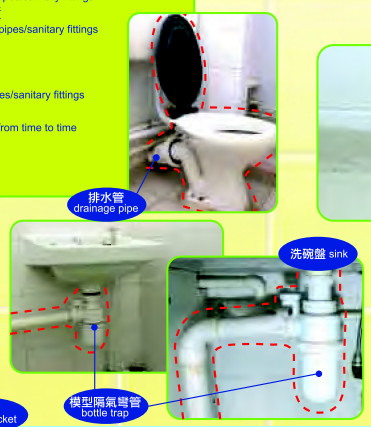 pipes/sanitary fittings
es/sanitary fittings
from time to time
排水管
drainage pipe
洗碗盤 sink
模型隔氣彎管
bottle trap
cket